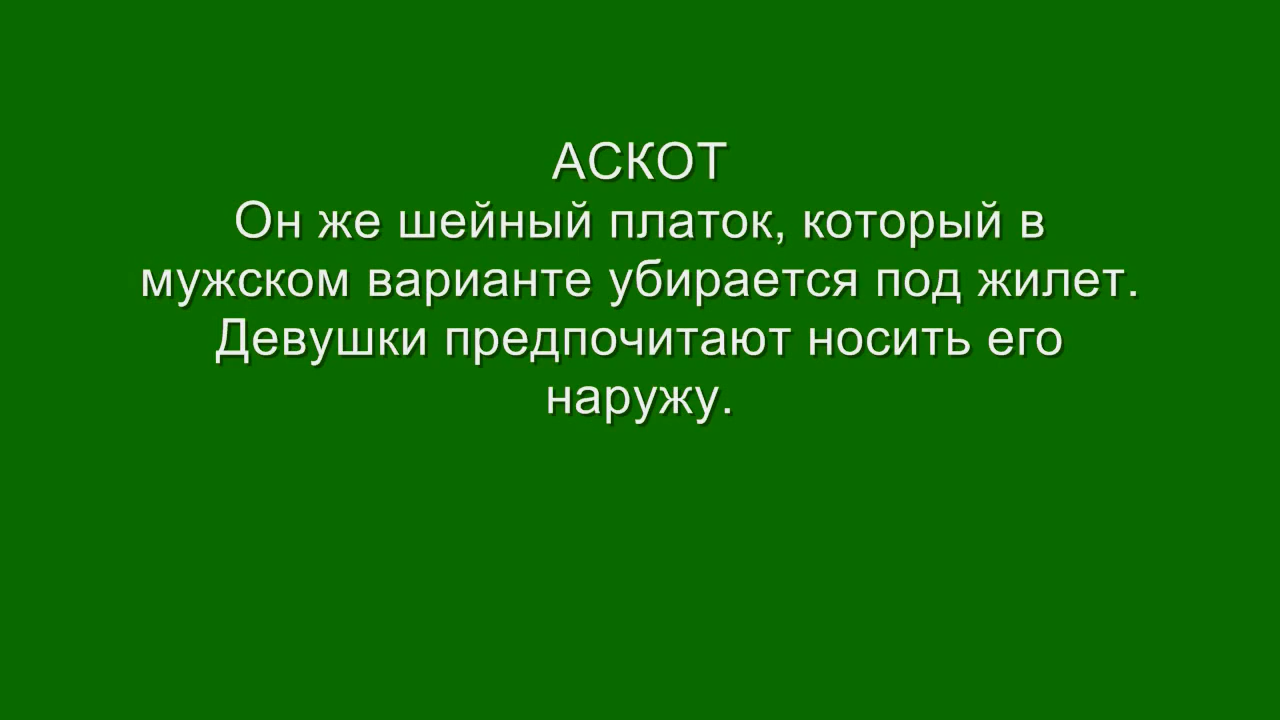 АСКОТ
Он же шейный платок, который в
мужском варианте убирается под жилет.
Девушки предпочитают носить его
наружу.